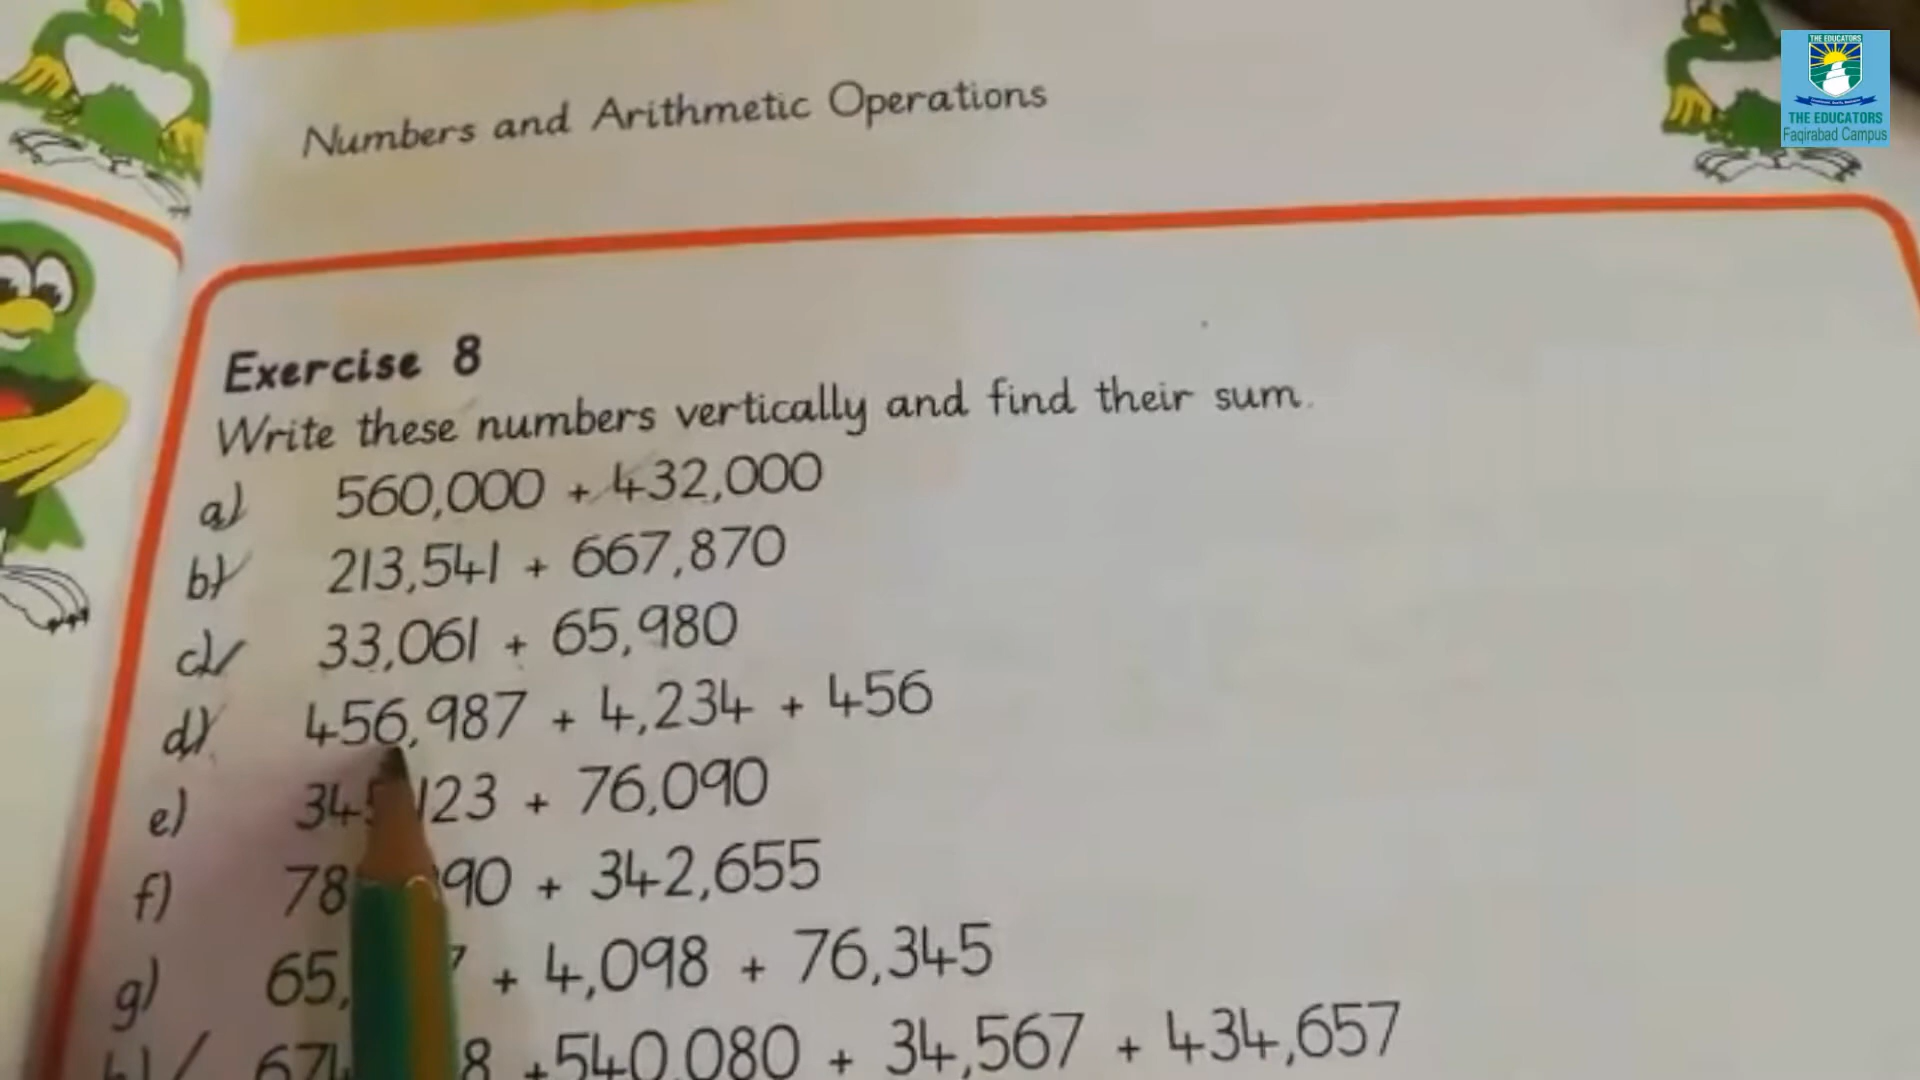 THE EDUCATORS
THE EDUCATORS
Faqirabad Campus
Numbers and Arithmetic Operations
Exercise 8
Write these numbers vertically and find their sum.
a) 560,000 + 432,000
b) 213,541 + 667,870
c) 33,061 + 65,980
d) 456,987 + 4,234 + 456
e) 345,123 + 76,090
f) + 342,655
g) + 4,098 + 76,345
+ 540,080 + 34,567 + 434,657